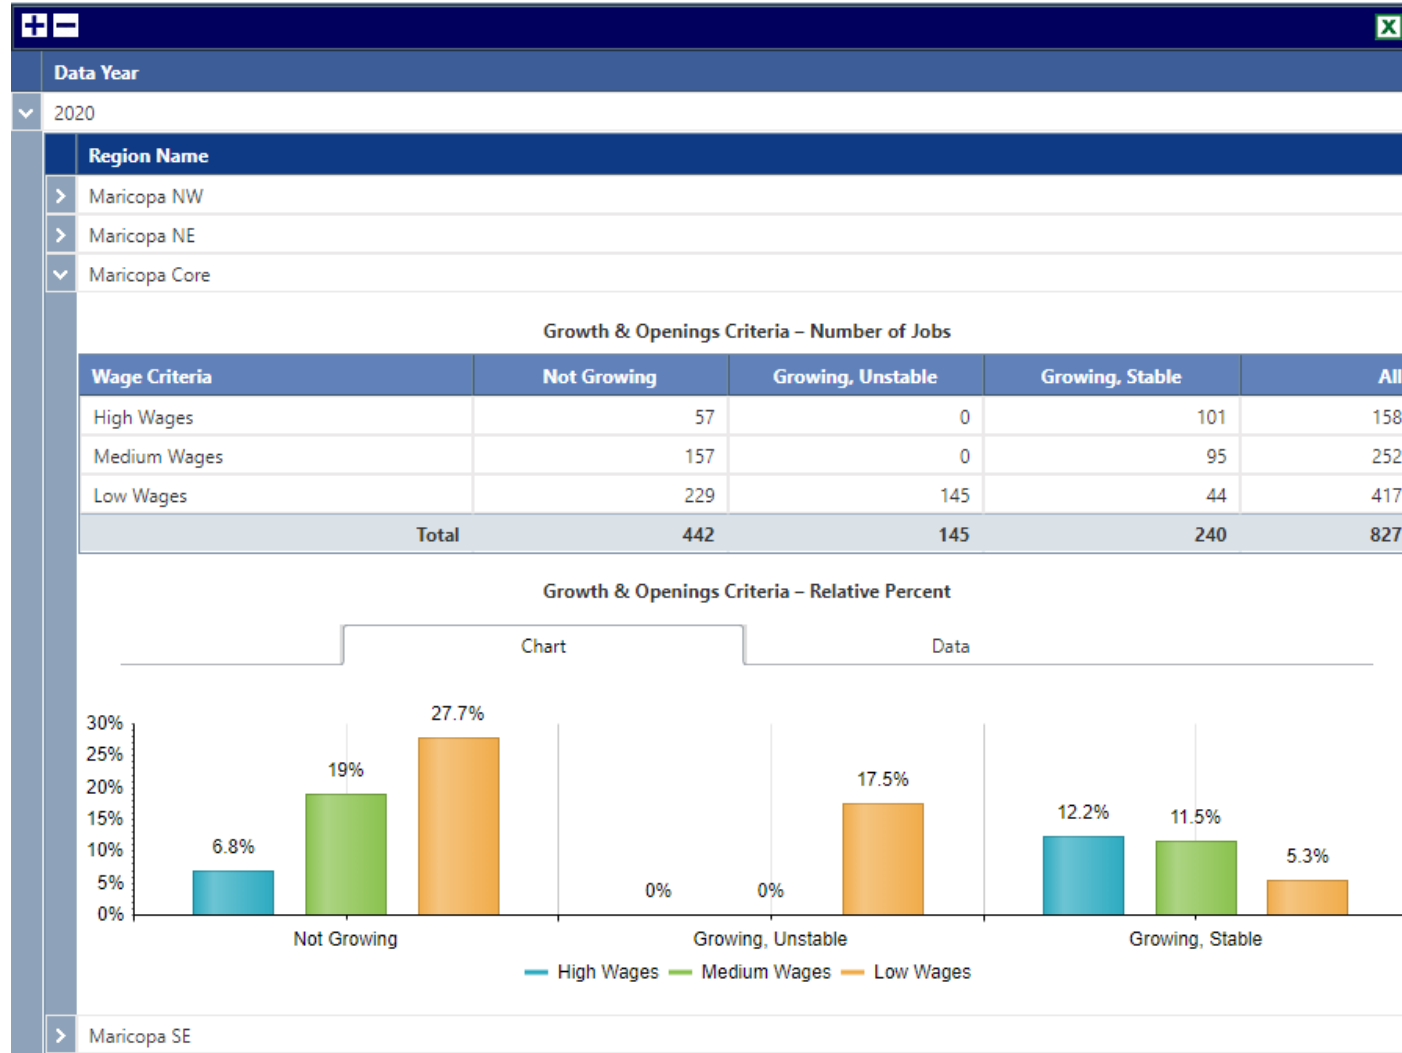 Data Year
2020
Region Name
Maricopa NW
Maricopa NE
Maricopa Core
Growth & Openings Criteria – Number of Jobs
Wage Criteria Not Growing Growing, Unstable Growing, Stable All
High Wages 57 0 101 158
Medium Wages 157 0 95 252
Low Wages 229 145 44 417
Total 442 145 240 827
Growth & Openings Criteria – Relative Percent
Chart Data
30%
25%
20%
15%
10%
5%
0%
6.8% 19% 27.7% 0% 0% 17.5% 12.2% 11.5% 5.3%
Not Growing Growing, Unstable Growing, Stable
High Wages Medium Wages Low Wages
Maricopa SE